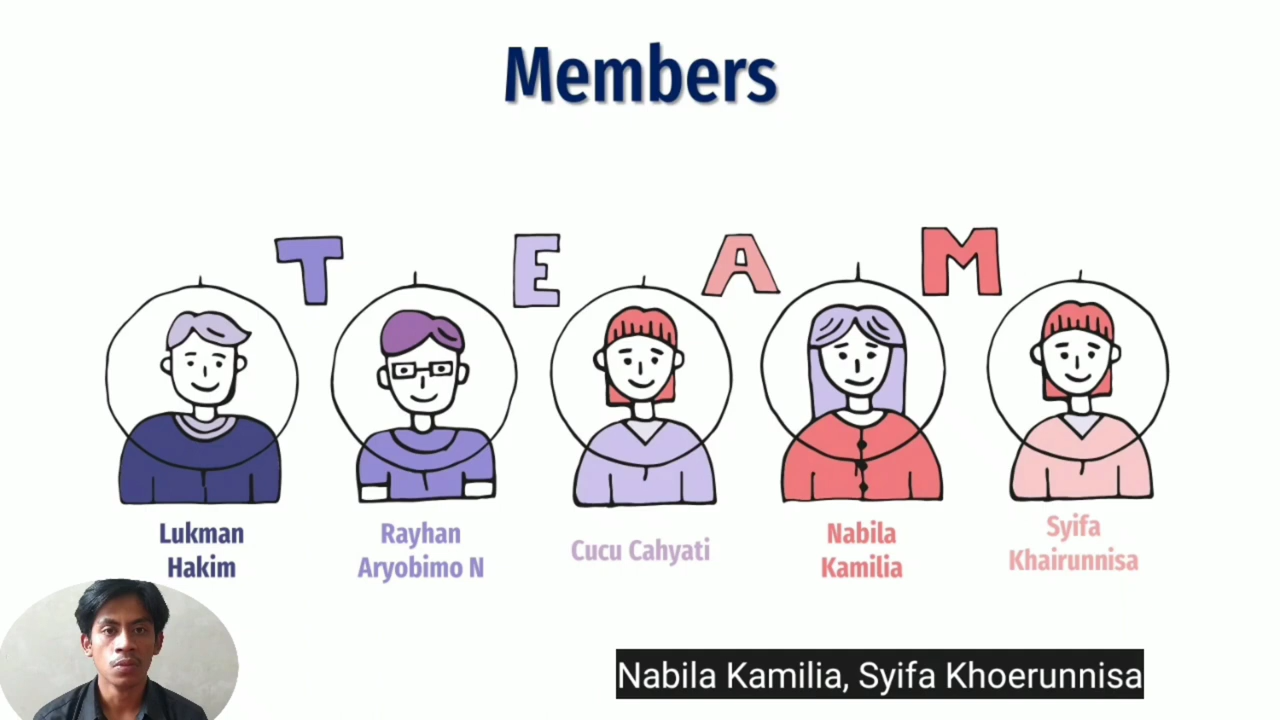 Members
T E A M
Lukman
Hakim
Rayhan
Aryobimo N
Cucu Cahyati
Nabila
Kamilia
Syifa
Khairunnisa
Nabila Kamilia, Syifa Khoerunnisa